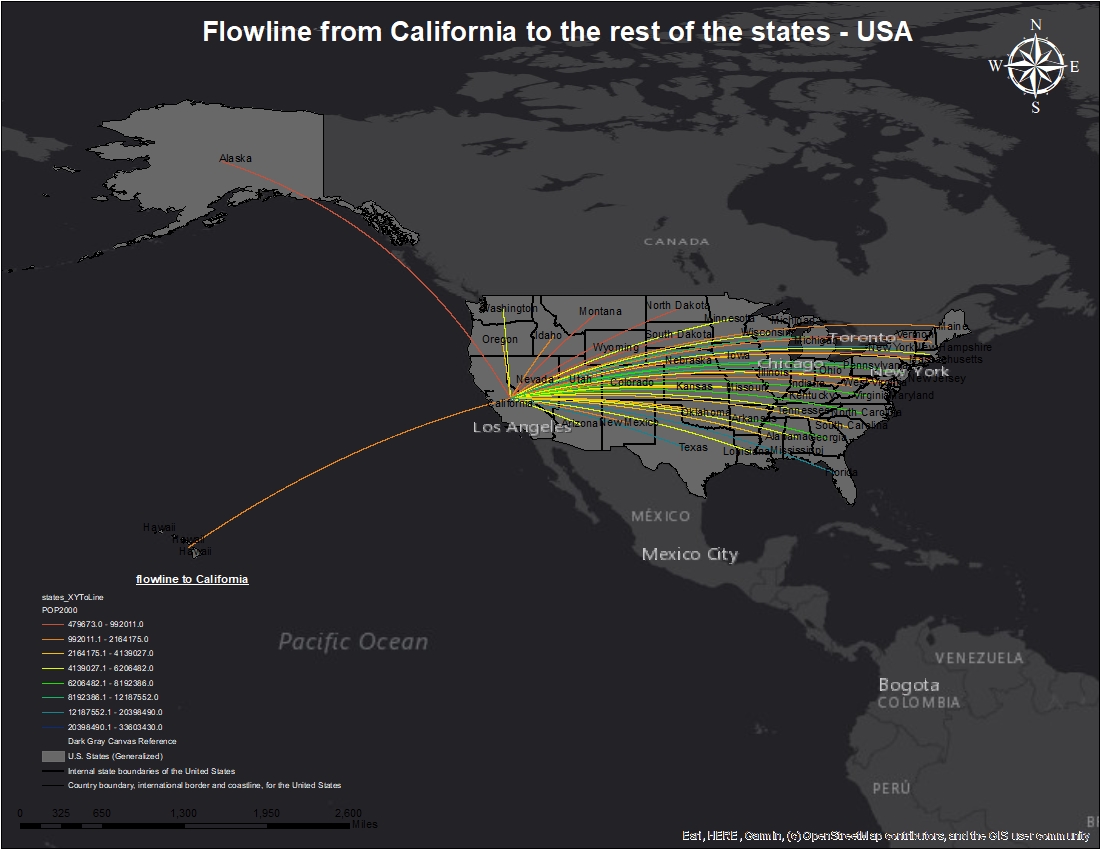 Flowline from California to the rest of the states - USA
N
W E
S
Alaska
CANADA
Washington
Montana
North Dakota
Minnesota
Michigan
Maine
Oregon
Idaho
Wyoming
South Dakota
Wisconsin
Michigan
Toronto
Vermont
New York
New Hampshire
Nebraska
Iowa
Chicago
Pennsylvania
Massachusetts
Nevada
Utah
Colorado
Kansas
Missouri
Illinois
Indiana
Ohio
West Virginia
New York
New Jersey
California
Kentucky
Virginia
Maryland
Los Angeles
Arizona
New Mexico
Oklahoma
Arkansas
Tennessee
North Carolina
South Carolina
Texas
Louisiana
Mississippi
Alabama
Georgia
Florida
Hawaii
Hawaii
Hawaii
MÉXICO
Mexico City
Pacific Ocean
VENEZUELA
Bogota
COLOMBIA
PERÚ
B
flowline to California
states_XYToLine
POP2000
479673.0 - 992011.0
992011.1 - 2164175.0
2164175.1 - 4139027.0
4139027.1 - 6206482.0
6206482.1 - 8192386.0
8192386.1 - 12187552.0
12187552.1 - 20398490.0
20398490.1 - 33603430.0
Dark Gray Canvas Reference
U.S. States (Generalized)
Internal state boundaries of the United States
Country boundary, international border and coastline, for the United States
0 325 650 1,300 1,950 2,600
Miles
Esri, HERE, Garmin, (c) OpenStreetMap contributors, and the GIS user community